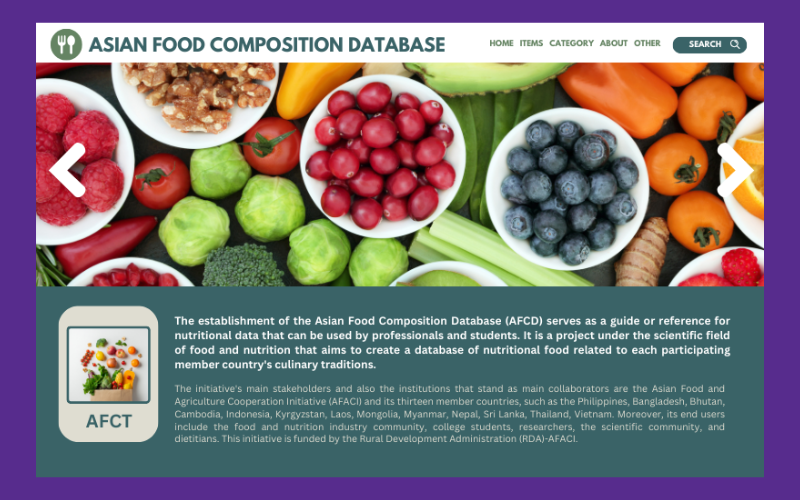 ASIAN FOOD COMPOSITION DATABASE
HOME ITEMS CATEGORY ABOUT OTHER SEARCH
The establishment of the Asian Food Composition Database (AFCD) serves as a guide or reference for
nutritional data that can be used by professionals and students. It is a project under the scientific field
of food and nutrition that aims to create a database of nutritional food related to each participating
member country's culinary traditions.
The initiative's main stakeholders and also the institutions that stand as main collaborators are the Asian Food and
Agriculture Cooperation Initiative (AFACI) and its thirteen member countries, such as the Philippines, Bangladesh, Bhutan,
Cambodia, Indonesia, Kyrgyzstan, Laos, Mongolia, Myanmar, Nepal, Sri Lanka, Thailand, Vietnam. Moreover, its end users
include the food and nutrition industry community, college students, researchers, the scientific community, and
dietitians. This initiative is funded by the Rural Development Administration (RDA)-AFACI.
AFCT